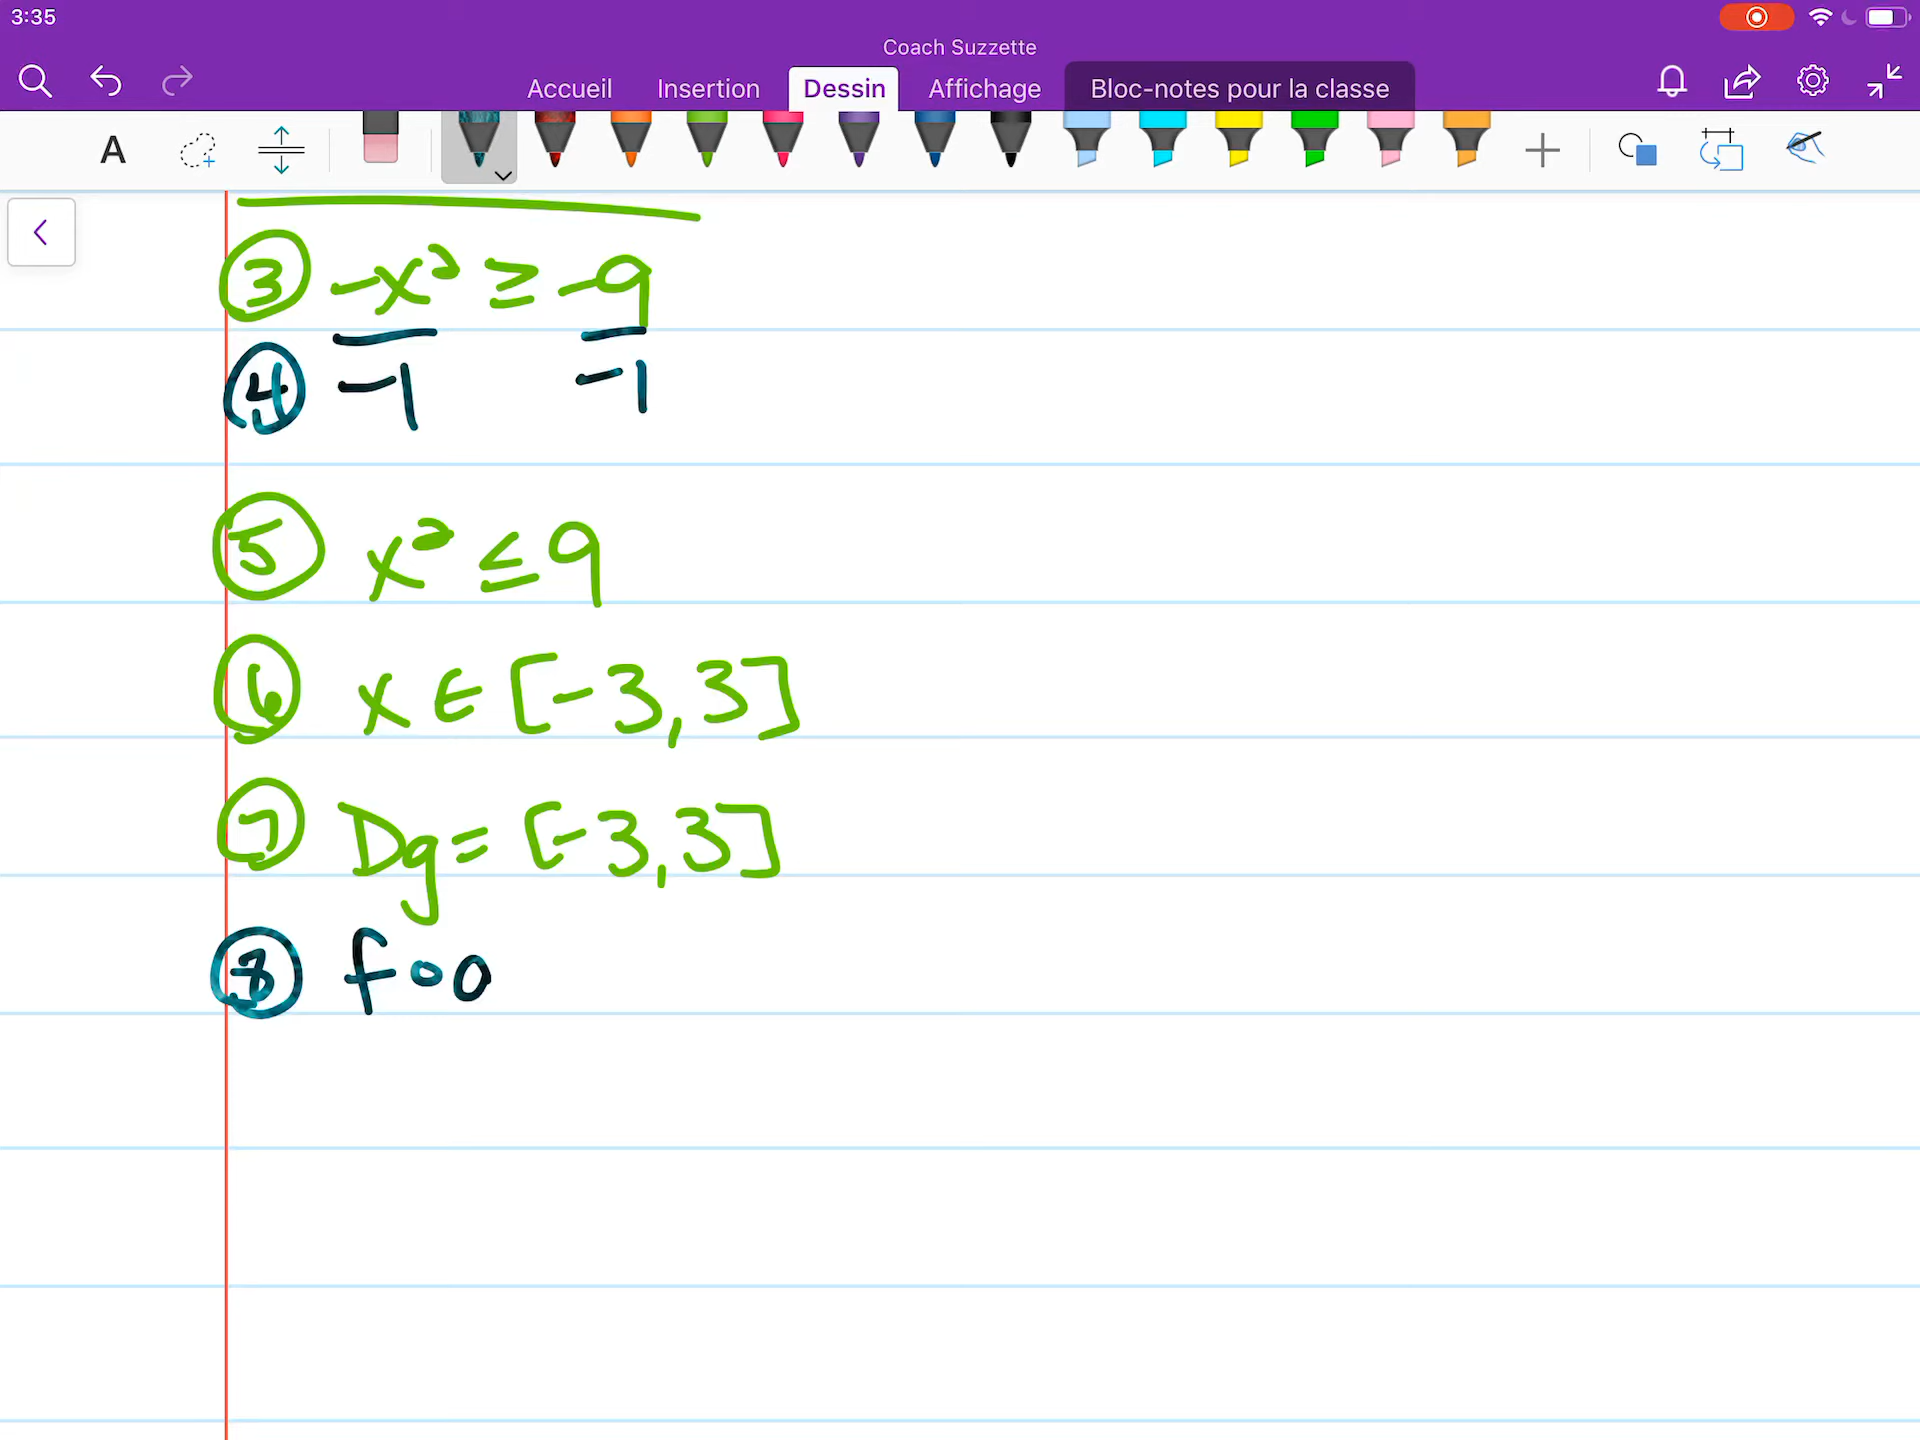 3:35
Coach Suzzette
Accueil Insertion Dessin Affichage Bloc-notes pour la classe
A
③ -x² ≥ -9
④ -1 -1
⑤ x² ≤ 9
⑥ x ∈ [-3,3]
⑦ Dg = [-3,3]
⑧ f∘0